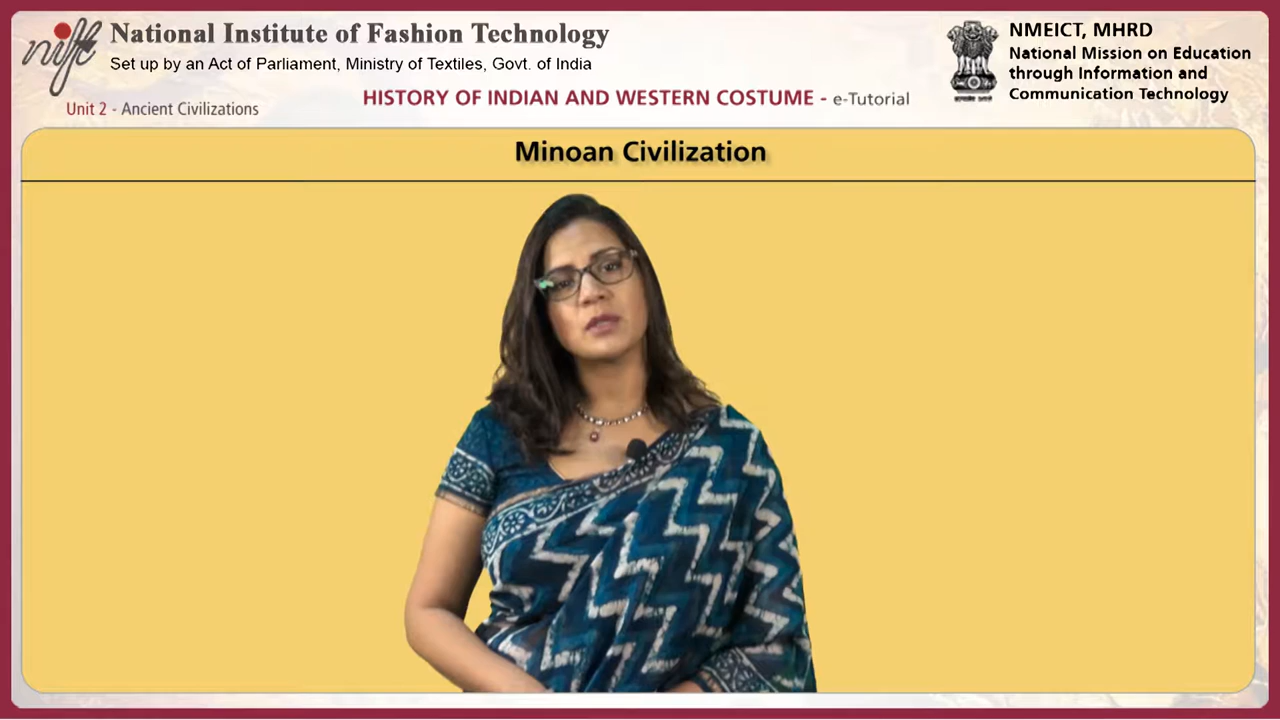 nift
National Institute of Fashion Technology
Set up by an Act of Parliament, Ministry of Textiles, Govt. of India
NMEICT, MHRD
National Mission on Education
through Information and
Communication Technology
Unit 2 - Ancient Civilizations
HISTORY OF INDIAN AND WESTERN COSTUME - e-Tutorial
Minoan Civilization